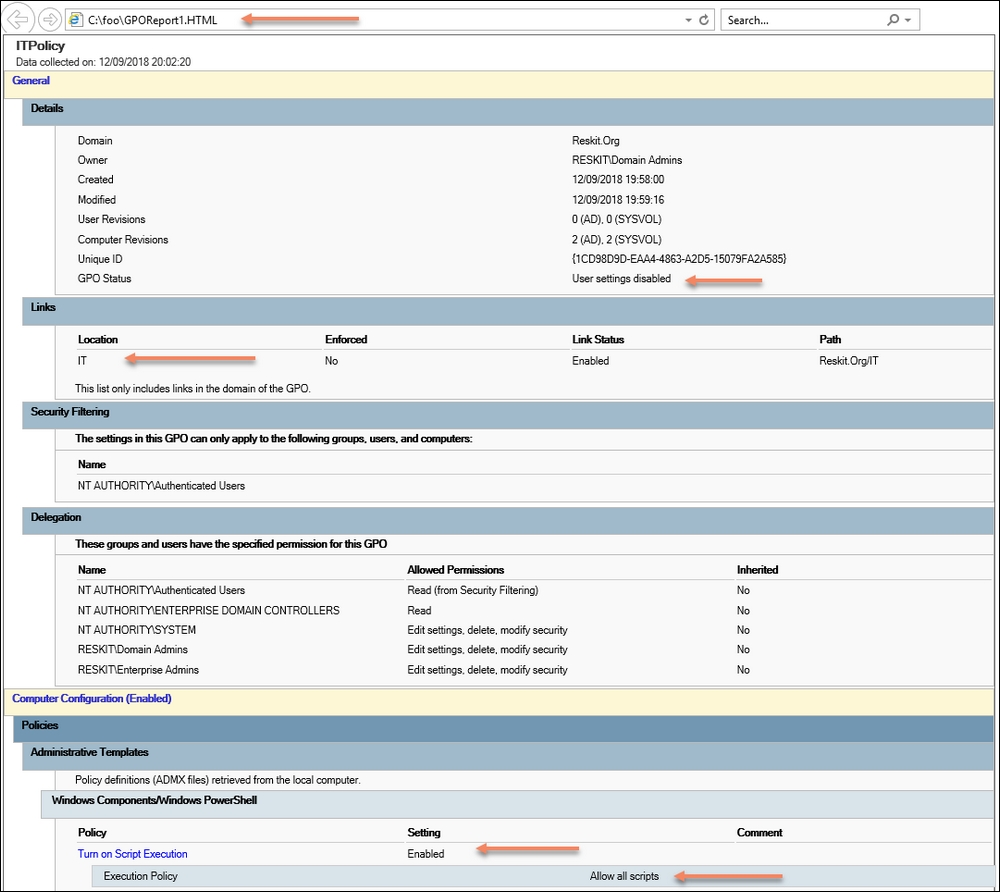 C:\foo\GPOReport1.HTML Search...
ITPolicy
Data collected on: 12/09/2018 20:02:20
General
Details
Domain Reskit.Org
Owner RESKIT\Domain Admins
Created 12/09/2018 19:58:00
Modified 12/09/2018 19:59:16
User Revisions 0 (AD), 0 (SYSVOL)
Computer Revisions 2 (AD), 2 (SYSVOL)
Unique ID {1CD98D9D-EAA4-4863-A2D5-15079FA2A585}
GPO Status User settings disabled
Links
Location Enforced Link Status Path
IT No Enabled Reskit.Org/IT
This list only includes links in the domain of the GPO.
Security Filtering
The settings in this GPO can only apply to the following groups, users, and computers:
Name
NT AUTHORITY\Authenticated Users
Delegation
These groups and users have the specified permission for this GPO
Name Allowed Permissions Inherited
NT AUTHORITY\Authenticated Users Read (from Security Filtering) No
NT AUTHORITY\ENTERPRISE DOMAIN CONTROLLERS Read No
NT AUTHORITY\SYSTEM Edit settings, delete, modify security No
RESKIT\Domain Admins Edit settings, delete, modify security No
RESKIT\Enterprise Admins Edit settings, delete, modify security No
Computer Configuration (Enabled)
Policies
Administrative Templates
Policy definitions (ADMX files) retrieved from the local computer.
Windows Components/Windows PowerShell
Policy Setting Comment
Turn on Script Execution Enabled
Execution Policy Allow all scripts